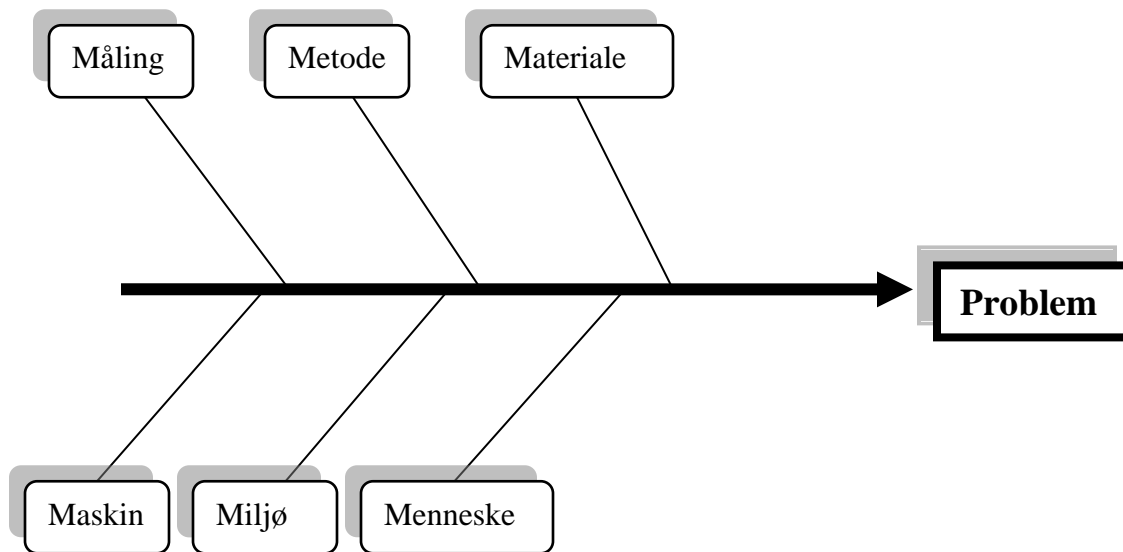 Måling
Metode
Materiale
Problem
Maskin
Miljø
Menneske